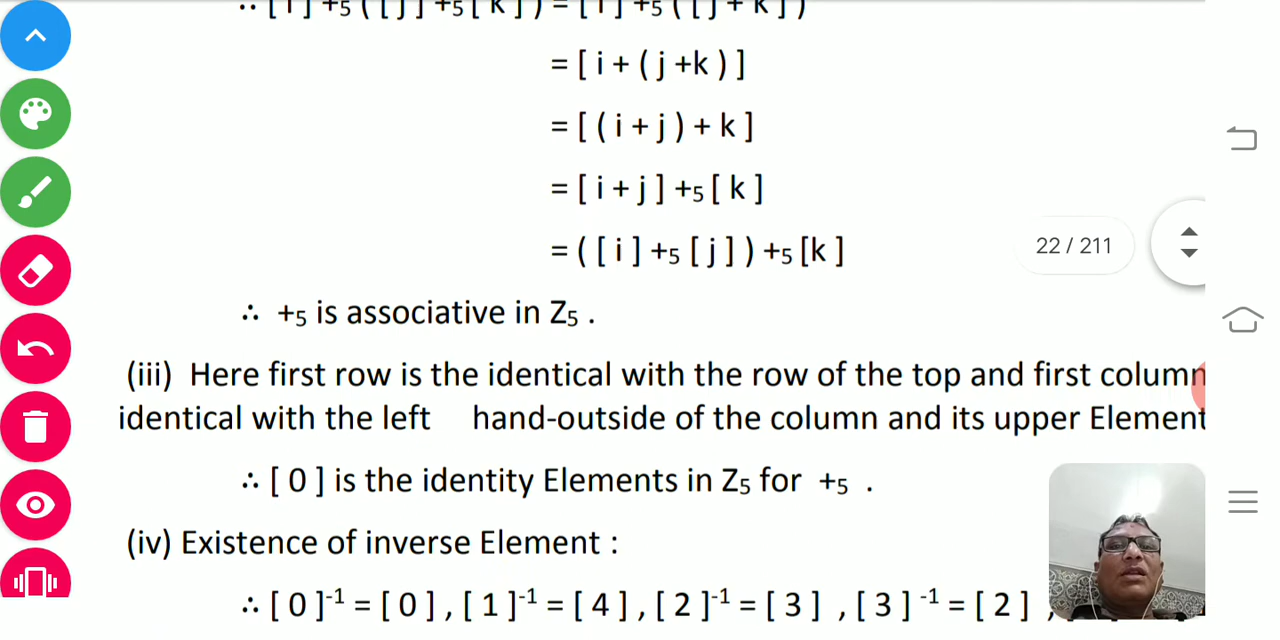 ∴ [ i ] +5 ( [ j ] +5 [ k ] ) = [ i ] +5 ( [ j + k ] )
= [ i + ( j +k ) ]
= [ ( i + j ) + k ]
= [ i + j ] +5 [ k ]
= ( [ i ] +5 [ j ] ) +5 [k ]
22 / 211
∴ +5 is associative in Z5 .
(iii) Here first row is the identical with the row of the top and first column
identical with the left hand-outside of the column and its upper Element
∴ [ 0 ] is the identity Elements in Z5 for +5 .
(iv) Existence of inverse Element :
∴ [ 0 ]-1 = [ 0 ] , [ 1 ]-1 = [ 4 ] , [ 2 ]-1 = [ 3 ] , [ 3 ] -1 = [ 2 ] ,